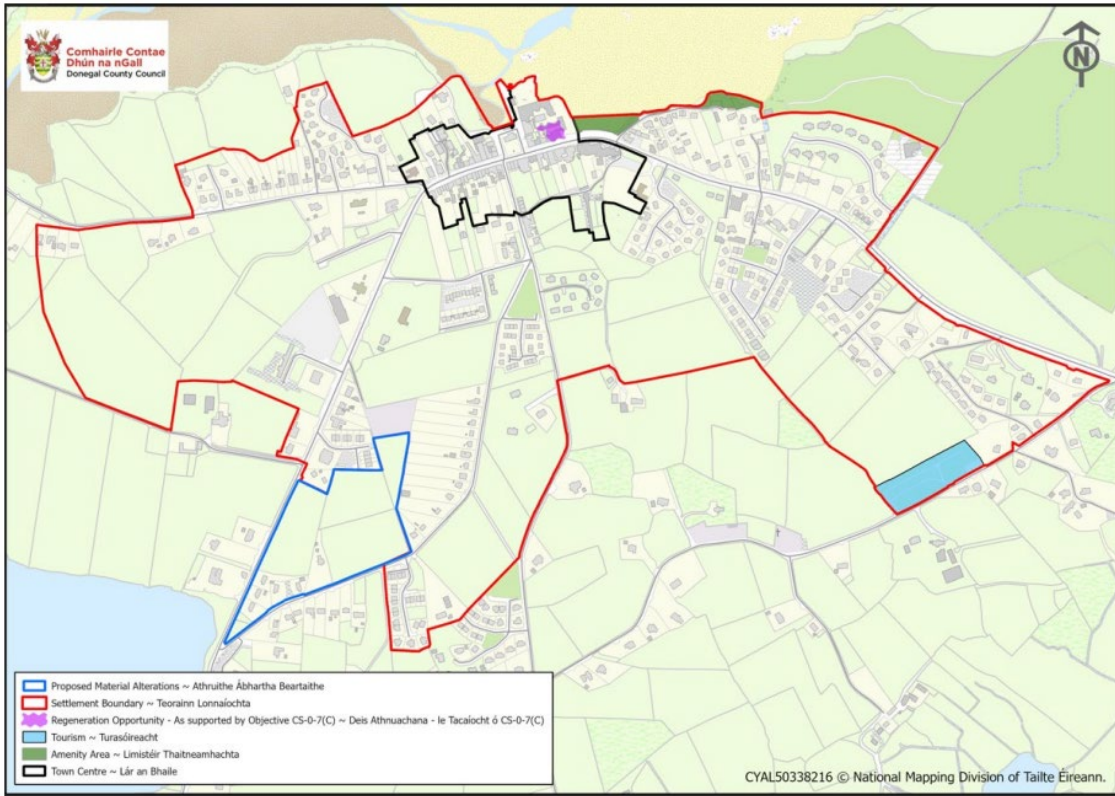 Comhairle Contae
Dhún na nGall
Donegal County Council
N
Proposed Material Alterations ~ Athruithe Ábhartha Beartaithe
Settlement Boundary ~ Teorainn Lonnaíochta
Regeneration Opportunity - As supported by Objective CS-0-7(C) ~ Deis Athnuachana - le Tacaíocht ó CS-0-7(C)
Tourism ~ Turasóireacht
Amenity Area ~ Limistéir Thaitneamhachta
Town Centre ~ Lár an Bhaile
CYAL50338216 © National Mapping Division of Tailte Éireann.